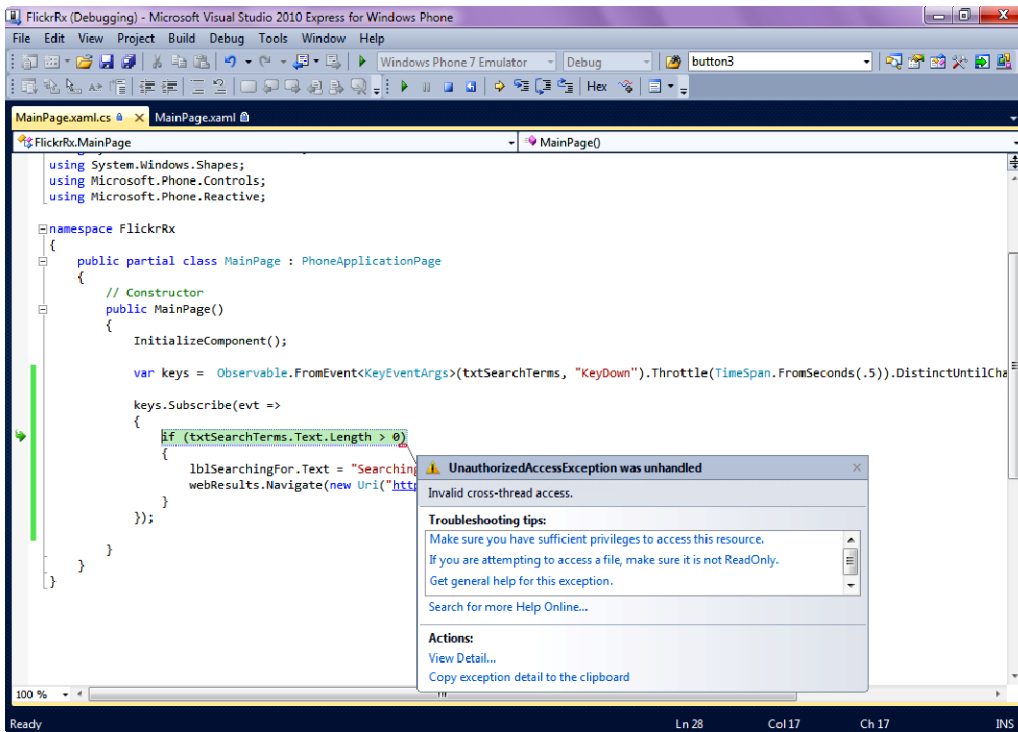 FlickrRx (Debugging) - Microsoft Visual Studio 2010 Express for Windows Phone
File Edit View Project Build Debug Tools Window Help
Windows Phone 7 Emulator Debug button3
Hex
MainPage.xaml.cs MainPage.xaml
FlickrRx.MainPage MainPage()
using System.Windows.Shapes;
using Microsoft.Phone.Controls;
using Microsoft.Phone.Reactive;
namespace FlickrRx
{
public partial class MainPage : PhoneApplicationPage
{
// Constructor
public MainPage()
{
InitializeComponent();
var keys = Observable.FromEvent<KeyEventArgs>(txtSearchTerms, "KeyDown").Throttle(TimeSpan.FromSeconds(.5)).DistinctUntilCha
keys.Subscribe(evt =>
{
if (txtSearchTerms.Text.Length > 0)
{
lblSearchingFor.Text = "Searching
webResults.Navigate(new Uri("http
}
});
}
}
}
UnauthorizedAccessException was unhandled
Invalid cross-thread access.
Troubleshooting tips:
Make sure you have sufficient privileges to access this resource.
If you are attempting to access a file, make sure it is not ReadOnly.
Get general help for this exception.
Search for more Help Online...
Actions:
View Detail...
Copy exception detail to the clipboard
100 %
Ready Ln 28 Col 17 Ch 17 INS